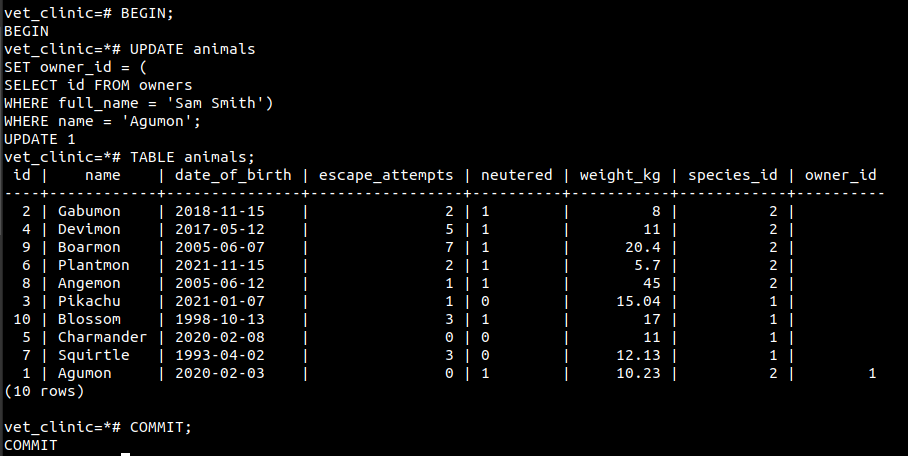 vet_clinic=# BEGIN;
BEGIN
vet_clinic=*# UPDATE animals
SET owner_id = (
SELECT id FROM owners
WHERE full_name = 'Sam Smith')
WHERE name = 'Agumon';
UPDATE 1
vet_clinic=*# TABLE animals;
 id |    name    | date_of_birth | escape_attempts | neutered | weight_kg | species_id | owner_id
----+------------+---------------+-----------------+----------+-----------+------------+----------
  2 | Gabumon    | 2018-11-15    |               2 | 1        |         8 |          2 |
  4 | Devimon    | 2017-05-12    |               5 | 1        |        11 |          2 |
  9 | Boarmon    | 2005-06-07    |               7 | 1        |      20.4 |          2 |
  6 | Plantmon   | 2021-11-15    |               2 | 1        |       5.7 |          2 |
  8 | Angemon    | 2005-06-12    |               1 | 1        |        45 |          2 |
  3 | Pikachu    | 2021-01-07    |               1 | 0        |     15.04 |          1 |
 10 | Blossom    | 1998-10-13    |               3 | 1        |        17 |          1 |
  5 | Charmander | 2020-02-08    |               0 | 0        |        11 |          1 |
  7 | Squirtle   | 1993-04-02    |               3 | 0        |     12.13 |          1 |
  1 | Agumon     | 2020-02-03    |               0 | 1        |     10.23 |          2 |        1
(10 rows)

vet_clinic=*# COMMIT;
COMMIT